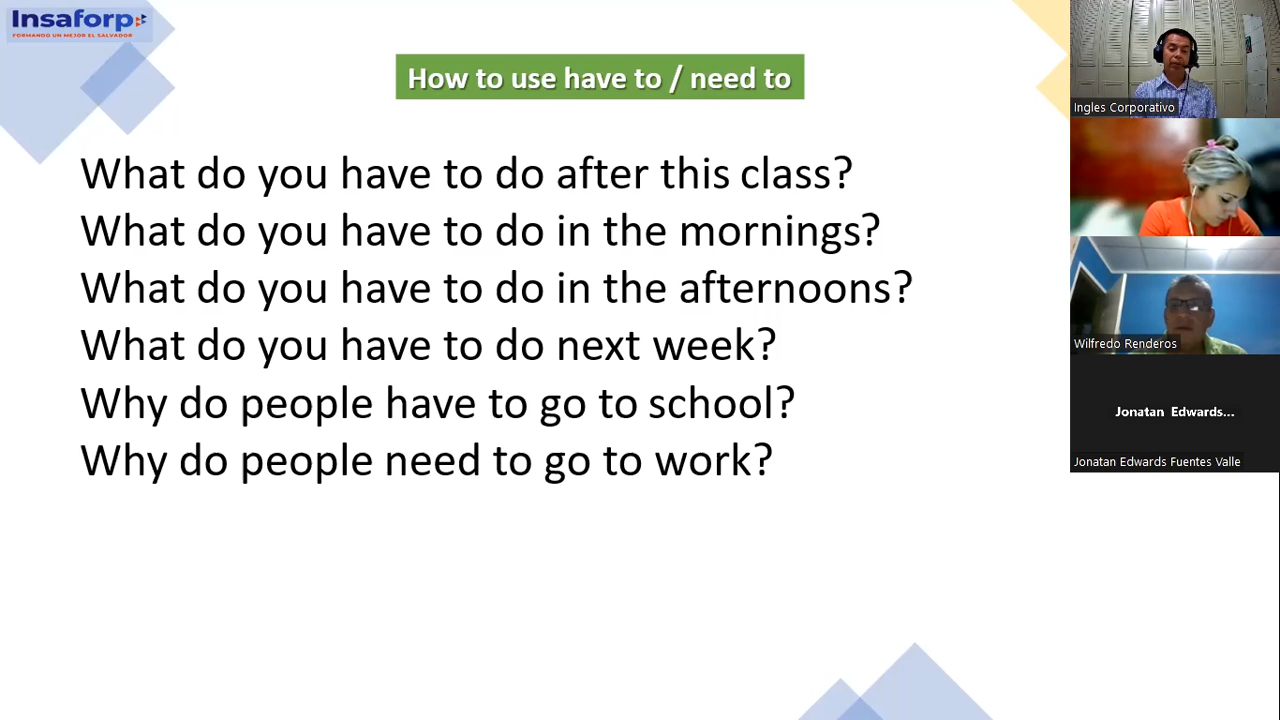 Insaforp
FORMANDO UN MEJOR EL SALVADOR
How to use have to / need to
What do you have to do after this class?
What do you have to do in the mornings?
What do you have to do in the afternoons?
What do you have to do next week?
Why do people have to go to school?
Why do people need to go to work?
Ingles Corporativo
Wilfredo Renderos
Jonatan Edwards...
Jonatan Edwards Fuentes Valle